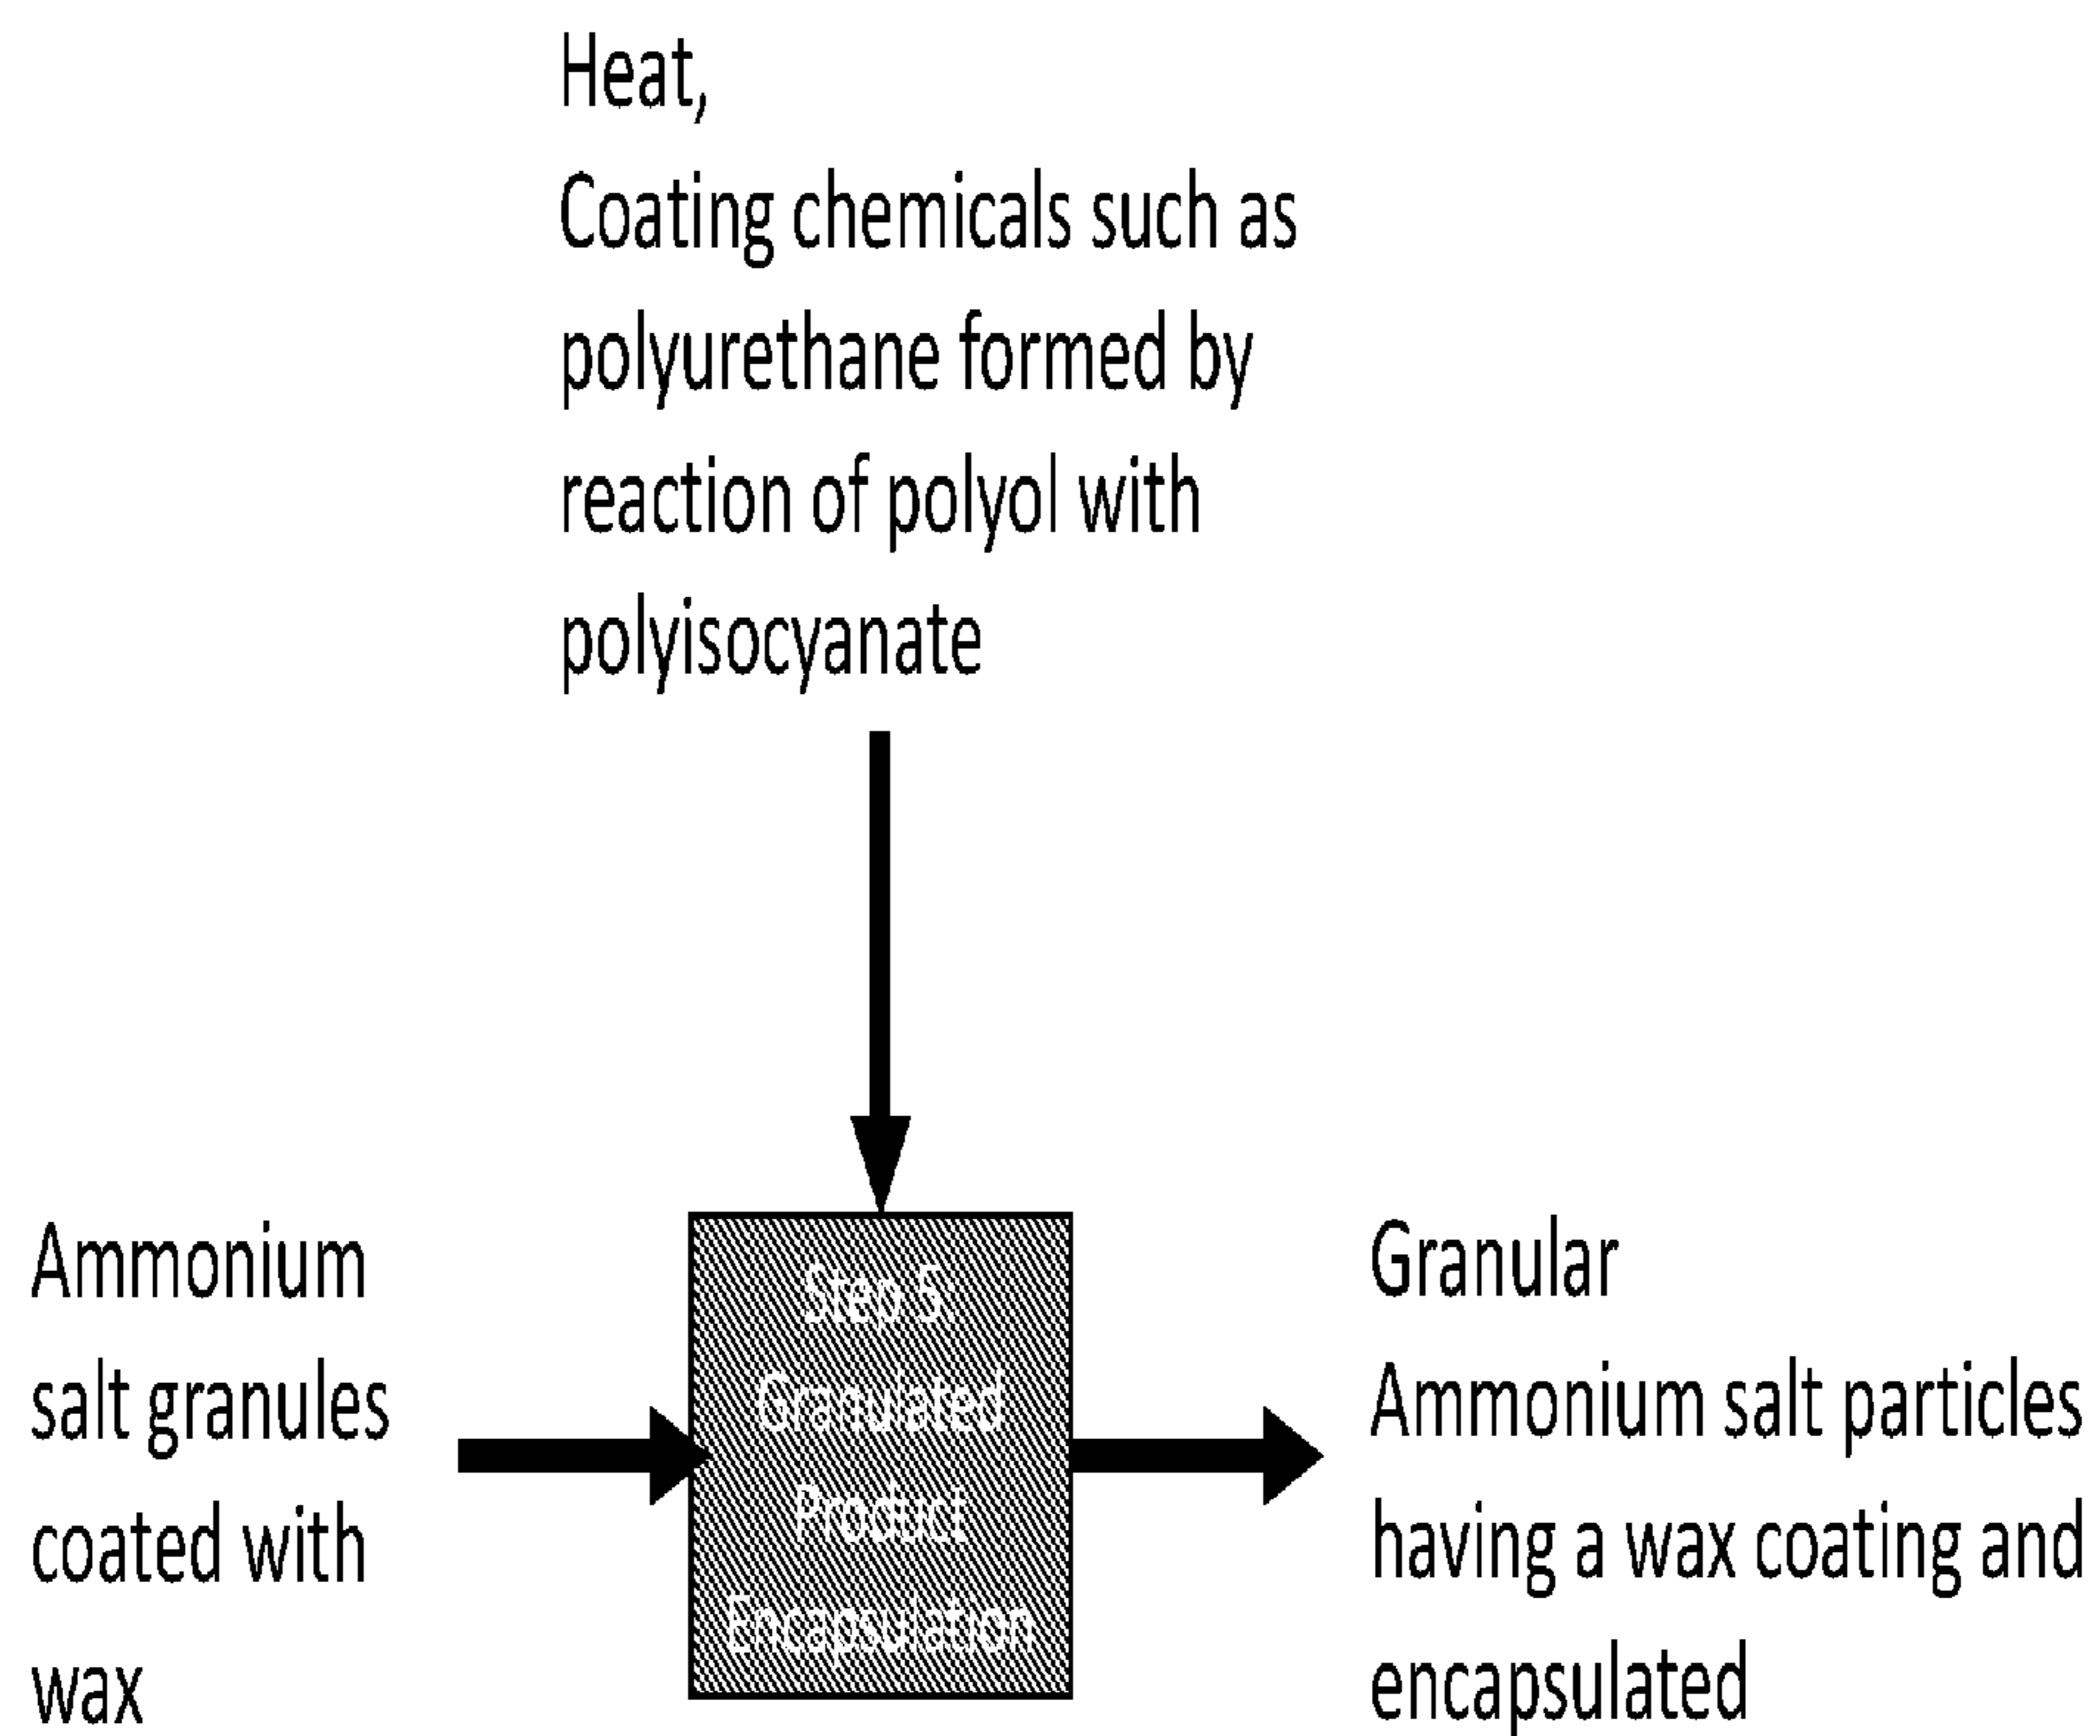 Heat,
Coating chemicals such as
polyurethane formed by
reaction of polyol with
polyisocyanate
Ammonium
salt granules
coated with
wax
Step 5
Granulated
Product
Encapsulation
Granular
Ammonium salt particles
having a wax coating and
encapsulated